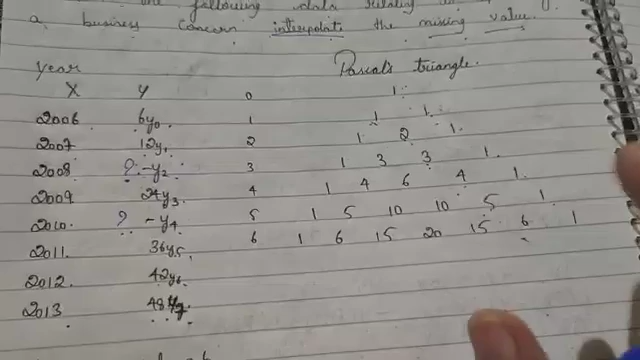 one following data relating to
a business concern interpolate the missing value.
year Pascal's triangle.
X y 0 1
2006 6y0 1 1 1
2007 12y1 2 1 2 1
2008 ? -y2 3 1 3 3 1
2009 24y3 4 1 4 6 4 1
2010 ? -y4 5 1 5 10 10 5 1
2011 36y5 6 1 6 15 20 15 6 1
2012 42y6
2013 48y7